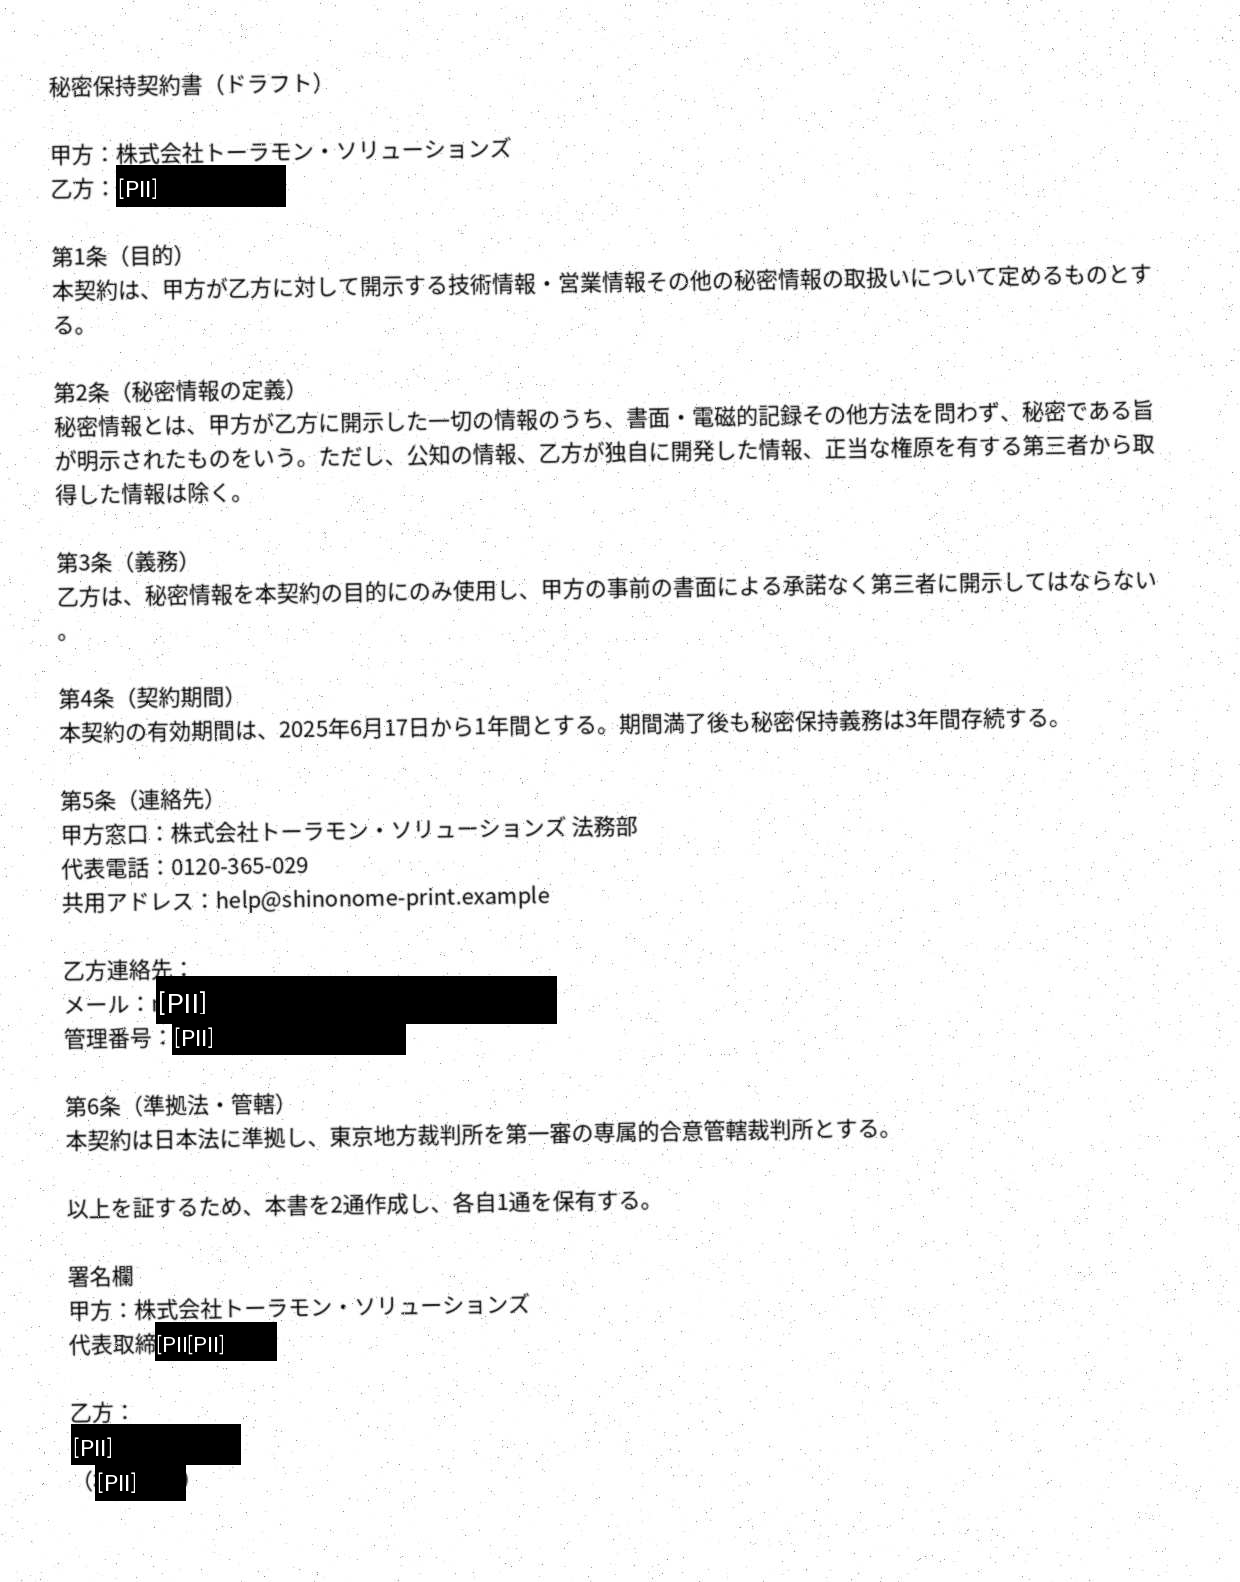 秘密保持契約書（ドラフト）
甲方：株式会社トーラモン・ソリューションズ
乙方：[PII]
第1条（目的）
本契約は、甲方が乙方に対して開示する技術情報・営業情報その他の秘密情報の取扱いについて定めるものとす
る。
第2条（秘密情報の定義）
秘密情報とは、甲方が乙方に開示した一切の情報のうち、書面・電磁的記録その他方法を問わず、秘密である旨
が明示されたものをいう。ただし、公知の情報、乙方が独自に開発した情報、正当な権原を有する第三者から取
得した情報は除く。
第3条（義務）
乙方は、秘密情報を本契約の目的にのみ使用し、甲方の事前の書面による承諾なく第三者に開示してはならない
。
第4条（契約期間）
本契約の有効期間は、2025年6月17日から1年間とする。期間満了後も秘密保持義務は3年間存続する。
第5条（連絡先）
甲方窓口：株式会社トーラモン・ソリューションズ 法務部
代表電話：0120-365-029
共用アドレス：help@shinonome-print.example
乙方連絡先：
メール：[PII]
管理番号：[PII]
第6条（準拠法・管轄）
本契約は日本法に準拠し、東京地方裁判所を第一審の専属的合意管轄裁判所とする。
以上を証するため、本書を2通作成し、各自1通を保有する。
署名欄
甲方：株式会社トーラモン・ソリューションズ
代表取締[PII[PII]
乙方：
[PII]
（[PII]）